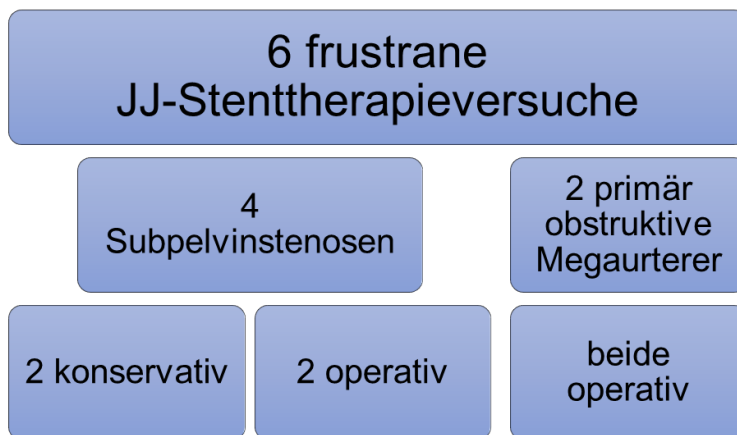 6 frustrane
JJ-Stenttherapieversuche
4
Subpelvinstenosen
2 primär
obstruktive
Megaurterer
2 konservativ
2 operativ
beide
operativ